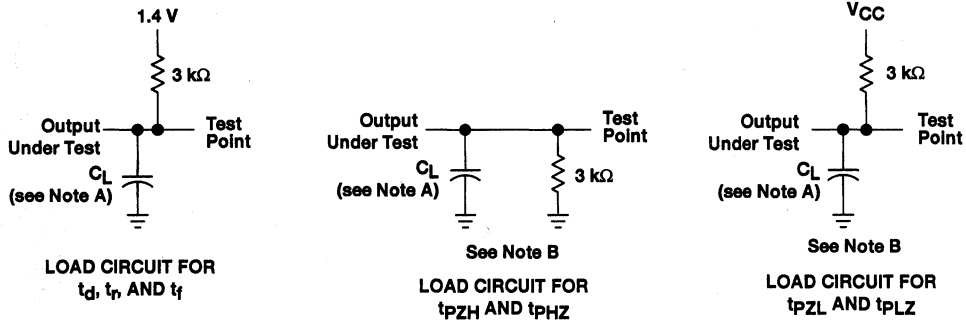 1.4 V
3 kΩ
Output
Under Test
Test
Point
CL
(see Note A)
LOAD CIRCUIT FOR
td, tr, AND tf
Output
Under Test
Test
Point
CL
(see Note A)
3 kΩ
See Note B
LOAD CIRCUIT FOR
tPZH AND tPHZ
VCC
3 kΩ
Output
Under Test
Test
Point
CL
(see Note A)
See Note B
LOAD CIRCUIT FOR
tPZL AND tPLZ